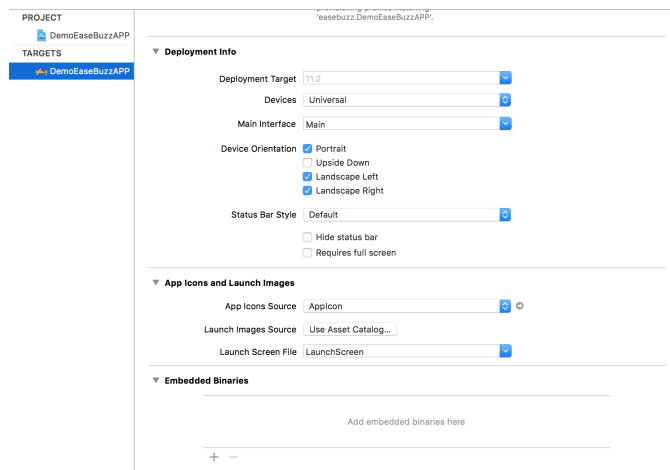 PROJECT
DemoEaseBuzzAPP
TARGETS
DemoEaseBuzzAPP
provisioning profiles matching
'easebuzz.DemoEaseBuzzAPP'.
Deployment Info
Deployment Target 11.2
Devices Universal
Main Interface Main
Device Orientation Portrait
Upside Down
Landscape Left
Landscape Right
Status Bar Style Default
Hide status bar
Requires full screen
App Icons and Launch Images
App Icons Source AppIcon
Launch Images Source Use Asset Catalog...
Launch Screen File LaunchScreen
Embedded Binaries
Add embedded binaries here